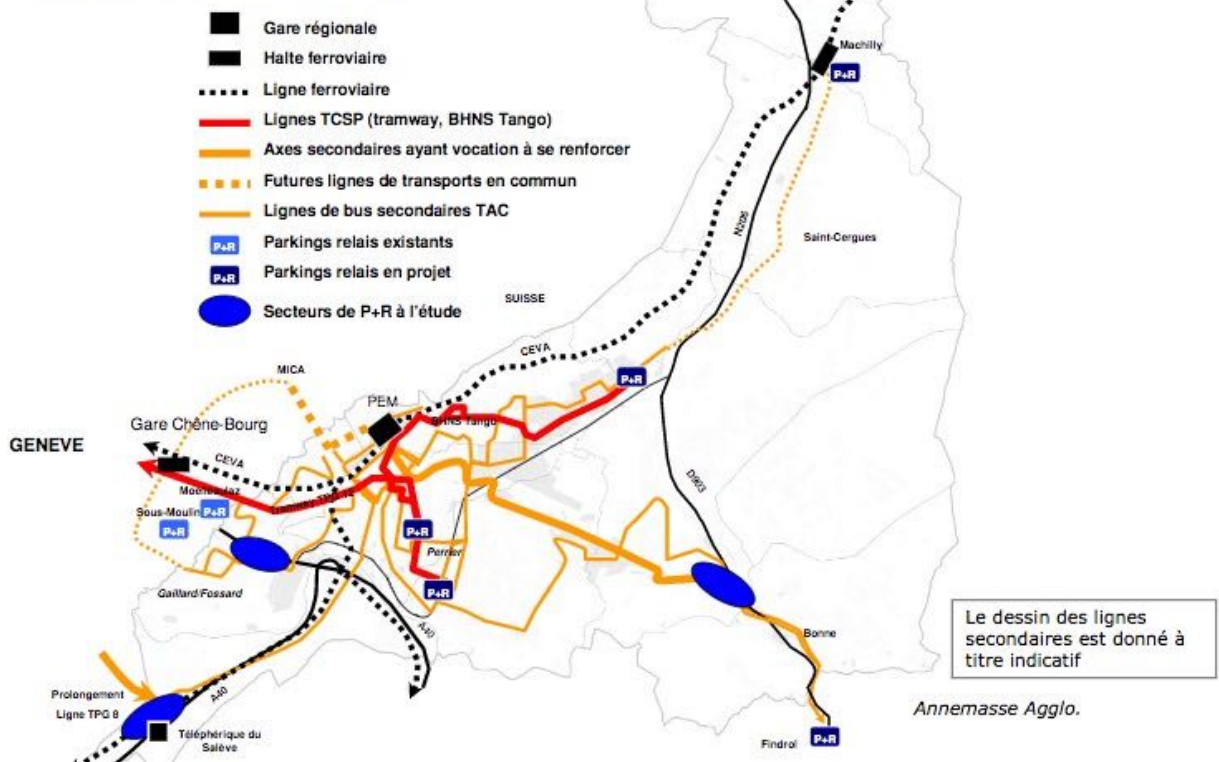 Gare régionale
Halte ferroviaire
Ligne ferroviaire
Lignes TCSP (tramway, BHNS Tango)
Axes secondaires ayant vocation à se renforcer
Futures lignes de transports en commun
Lignes de bus secondaires TAC
P+R Parkings relais existants
P+R Parkings relais en projet
Secteurs de P+R à l'étude
Machilly
P+R
N206
Saint-Cergues
SUISSE
CEVA
MICA
P+R
PEM
BHNS Tango
Gare Chêne-Bourg
GENEVE
CEVA
Tramway TPG 12
D903
Sous-Moulin
P+R
P+R
P+R
Perrier
P+R
Gaillard/Fossard
A40
Bonne
Le dessin des lignes
secondaires est donné à
titre indicatif
Prolongement
Ligne TPG 8
A40
Téléphérique du
Salève
Annemasse Agglo.
Findrol
P+R